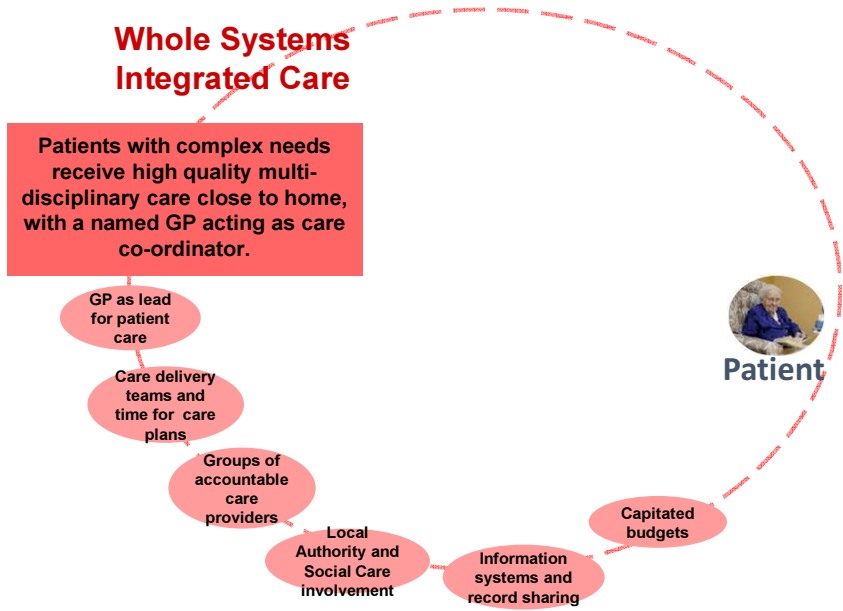 Whole Systems
Integrated Care
Patients with complex needs
receive high quality multi-
disciplinary care close to home,
with a named GP acting as care
co-ordinator.
GP as lead
for patient
care
Care delivery
teams and
time for care
plans
Groups of
accountable
care
providers
Local
Authority and
Social Care
involvement
Information
systems and
record sharing
Capitated
budgets
Patient